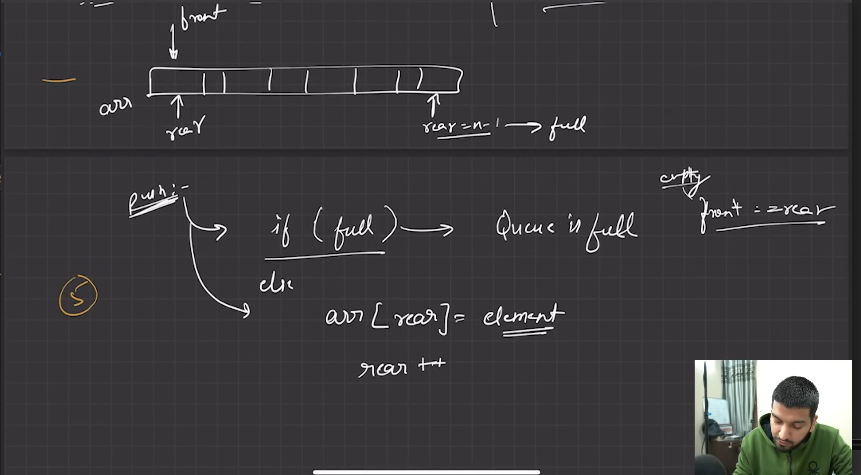 front
arr
rear
rear=n-1 → full
push:-
if (full) → Queue is full
empty
front==rear
else
5
arr[rear]= element
rear++